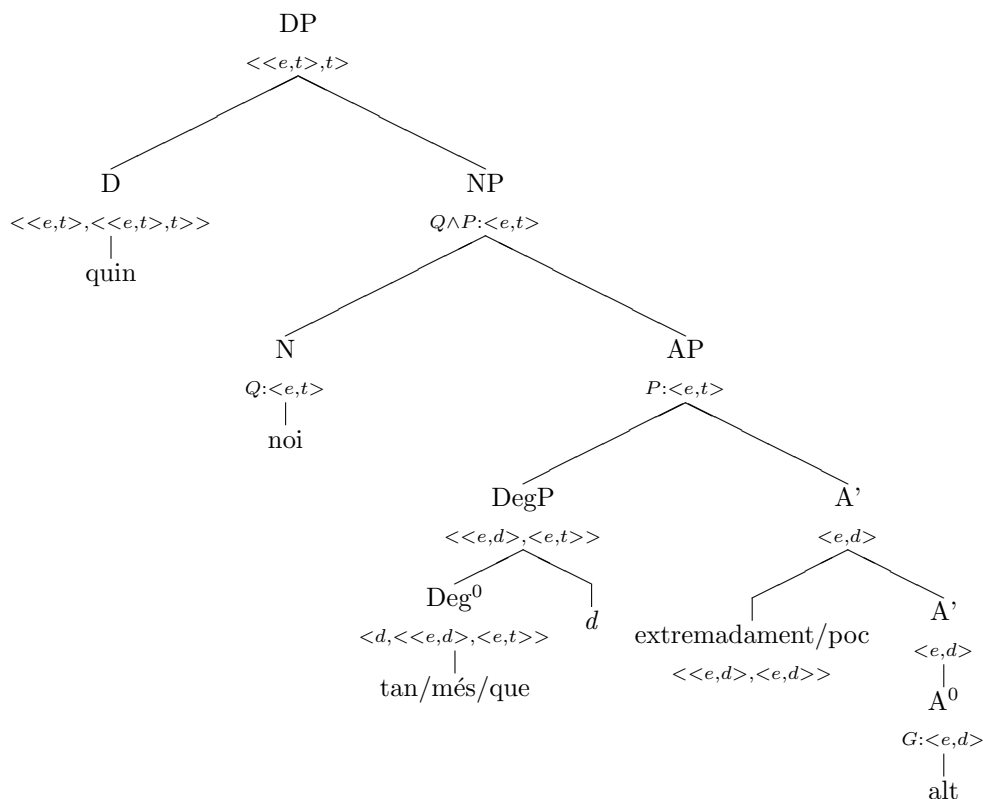 DP
<<e,t>,t>
D NP
<<e,t>,<<e,t>,t>> Q∧P:<e,t>
quin
N AP
Q:<e,t> P:<e,t>
noi
DegP A’
<<e,d>,<e,t>> <e,d>
Deg⁰ d A’
<d,<<e,d>,<e,t>> extremadament/poc <e,d>
tan/més/que <<e,d>,<e,d>> A⁰
G:<e,d>
alt